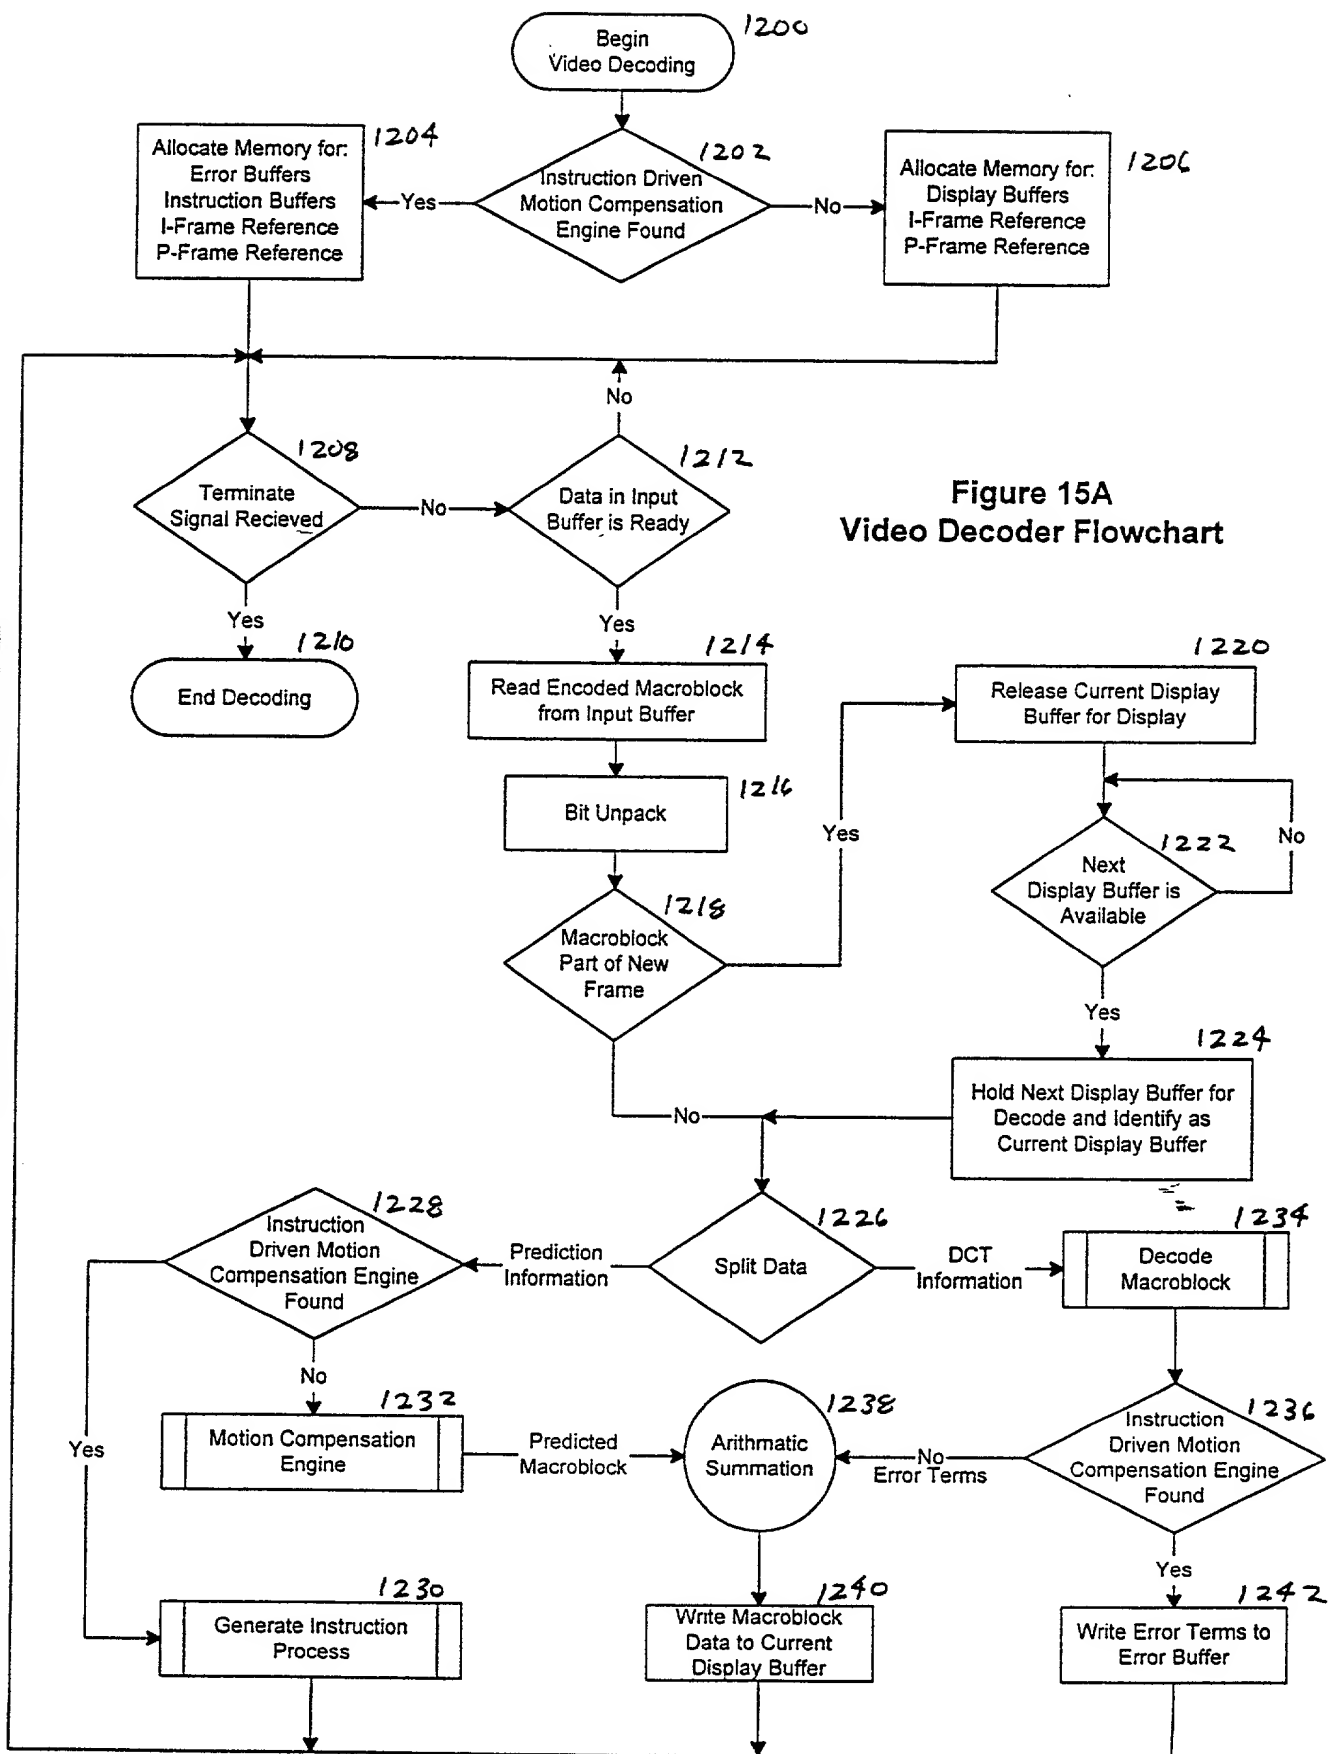 1200
Begin
Video Decoding
1204
Allocate Memory for:
Error Buffers
Instruction Buffers
I-Frame Reference
P-Frame Reference
Yes
1202
Instruction Driven
Motion Compensation
Engine Found
No
1206
Allocate Memory for:
Display Buffers
I-Frame Reference
P-Frame Reference
No
1208
Terminate
Signal Recieved
No
1212
Data in Input
Buffer is Ready
Figure 15A
Video Decoder Flowchart
Yes
1210
End Decoding
Yes
1214
Read Encoded Macroblock
from Input Buffer
1216
Bit Unpack
1218
Macroblock
Part of New
Frame
Yes
1220
Release Current Display
Buffer for Display
1222
Next
Display Buffer is
Available
No
Yes
1224
Hold Next Display Buffer for
Decode and Identify as
Current Display Buffer
No
1228
Instruction
Driven Motion
Compensation Engine
Found
Prediction
Information
1226
Split Data
DCT
Information
1234
Decode
Macroblock
No
Yes
1232
Motion Compensation
Engine
Predicted
Macroblock
1238
Arithmatic
Summation
No
Error Terms
1236
Instruction
Driven Motion
Compensation Engine
Found
Yes
1230
Generate Instruction
Process
1240
Write Macroblock
Data to Current
Display Buffer
1242
Write Error Terms to
Error Buffer